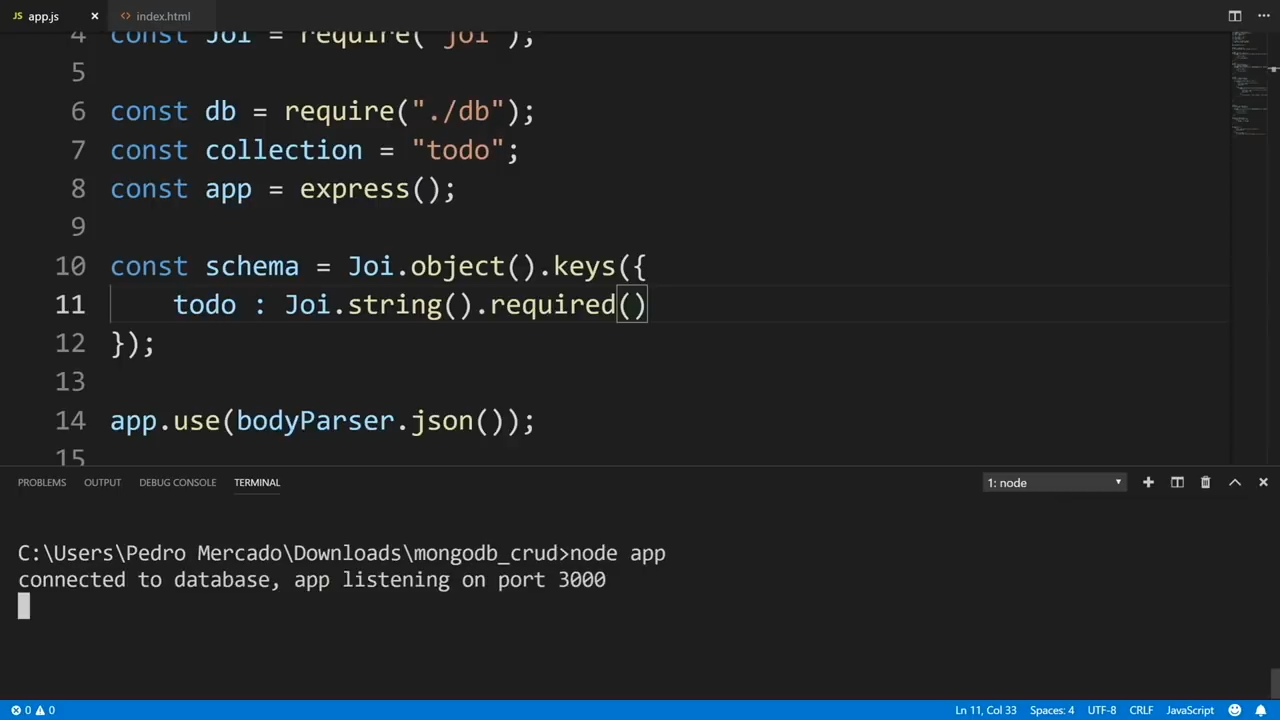 JS app.js × <> index.html ...
4 const Joi = require('joi');
5
6 const db = require("./db");
7 const collection = "todo";
8 const app = express();
9
10 const schema = Joi.object().keys({
11 todo : Joi.string().required()
12 });
13
14 app.use(bodyParser.json());
15
PROBLEMS OUTPUT DEBUG CONSOLE TERMINAL 1: node
C:\Users\Pedro Mercado\Downloads\mongodb_crud>node app
connected to database, app listening on port 3000
0 0 Ln 11, Col 33 Spaces: 4 UTF-8 CRLF JavaScript